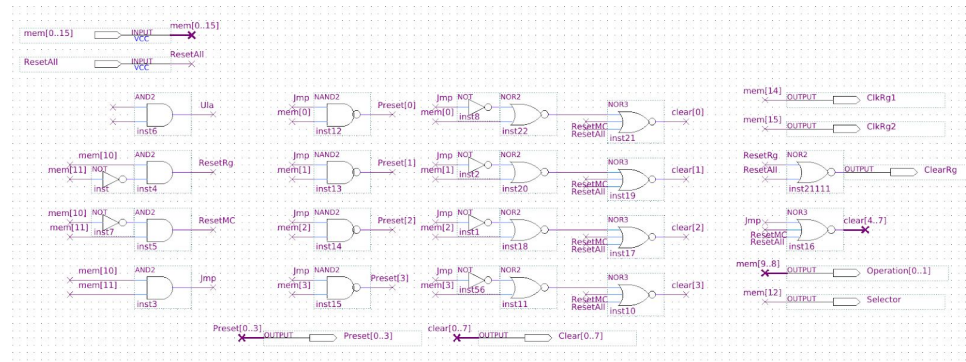 mem[0..15] INPUT VCC mem[0..15]
ResetAll INPUT VCC ResetAll
AND2 Ula inst6
Jmp mem[0] NAND2 Preset[0] inst12
Jmp mem[0] NOT inst8 NOR2 inst22
ResetMC ResetAll NOR3 clear[0] inst21
mem[14] OUTPUT ClkRg1
mem[15] OUTPUT ClkRg2
mem[10] mem[11] NOT inst AND2 ResetRg inst4
Jmp mem[1] NAND2 Preset[1] inst13
Jmp mem[1] NOT inst2 NOR2 inst20
ResetMC ResetAll NOR3 clear[1] inst19
ResetRg ResetAll NOR2 inst21111 OUTPUT ClearRg
mem[10] mem[11] NOT inst7 AND2 ResetMC inst5
Jmp mem[2] NAND2 Preset[2] inst14
Jmp mem[2] NOT inst1 NOR2 inst18
ResetMC ResetAll NOR3 clear[2] inst17
Jmp ResetMC ResetAll NOR3 clear[4..7] inst16
mem[10] mem[11] AND2 Jmp inst3
Jmp mem[3] NAND2 Preset[3] inst15
Jmp mem[3] NOT inst56 NOR2 inst11
ResetMC ResetAll NOR3 clear[3] inst10
mem[9..8] OUTPUT Operation[0..1]
mem[12] OUTPUT Selector
Preset[0..3] OUTPUT Preset[0..3]
clear[0..7] OUTPUT Clear[0..7]